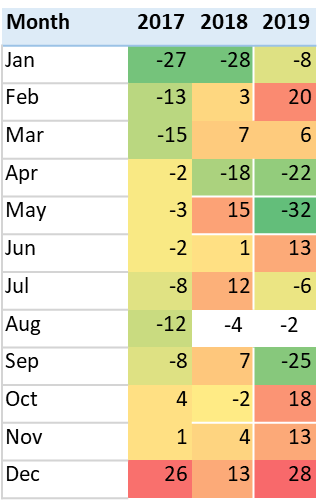 Month 2017 2018 2019
Jan -27 -28 -8
Feb -13 3 20
Mar -15 7 6
Apr -2 -18 -22
May -3 15 -32
Jun -2 1 13
Jul -8 12 -6
Aug -12 -4 -2
Sep -8 7 -25
Oct 4 -2 18
Nov 1 4 13
Dec 26 13 28